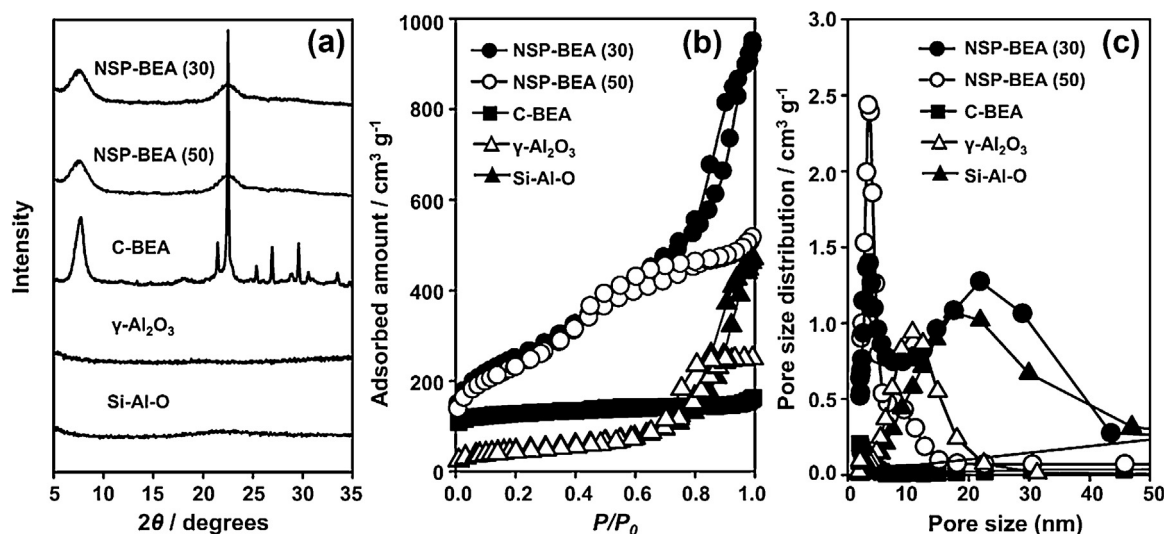 (a)
NSP-BEA (30)
NSP-BEA (50)
C-BEA
γ-Al₂O₃
Si-Al-O
Intensity
5 10 15 20 25 30 35
2θ / degrees
(b)
NSP-BEA (30)
NSP-BEA (50)
C-BEA
γ-Al₂O₃
Si-Al-O
Adsorbed amount / cm³ g⁻¹
1000
800
600
400
200
0
0.0 0.2 0.4 0.6 0.8 1.0
P/P₀
(c)
NSP-BEA (30)
NSP-BEA (50)
C-BEA
γ-Al₂O₃
Si-Al-O
Pore size distribution / cm³ g⁻¹
3.0
2.5
2.0
1.5
1.0
0.5
0.0
0 10 20 30 40 50
Pore size (nm)